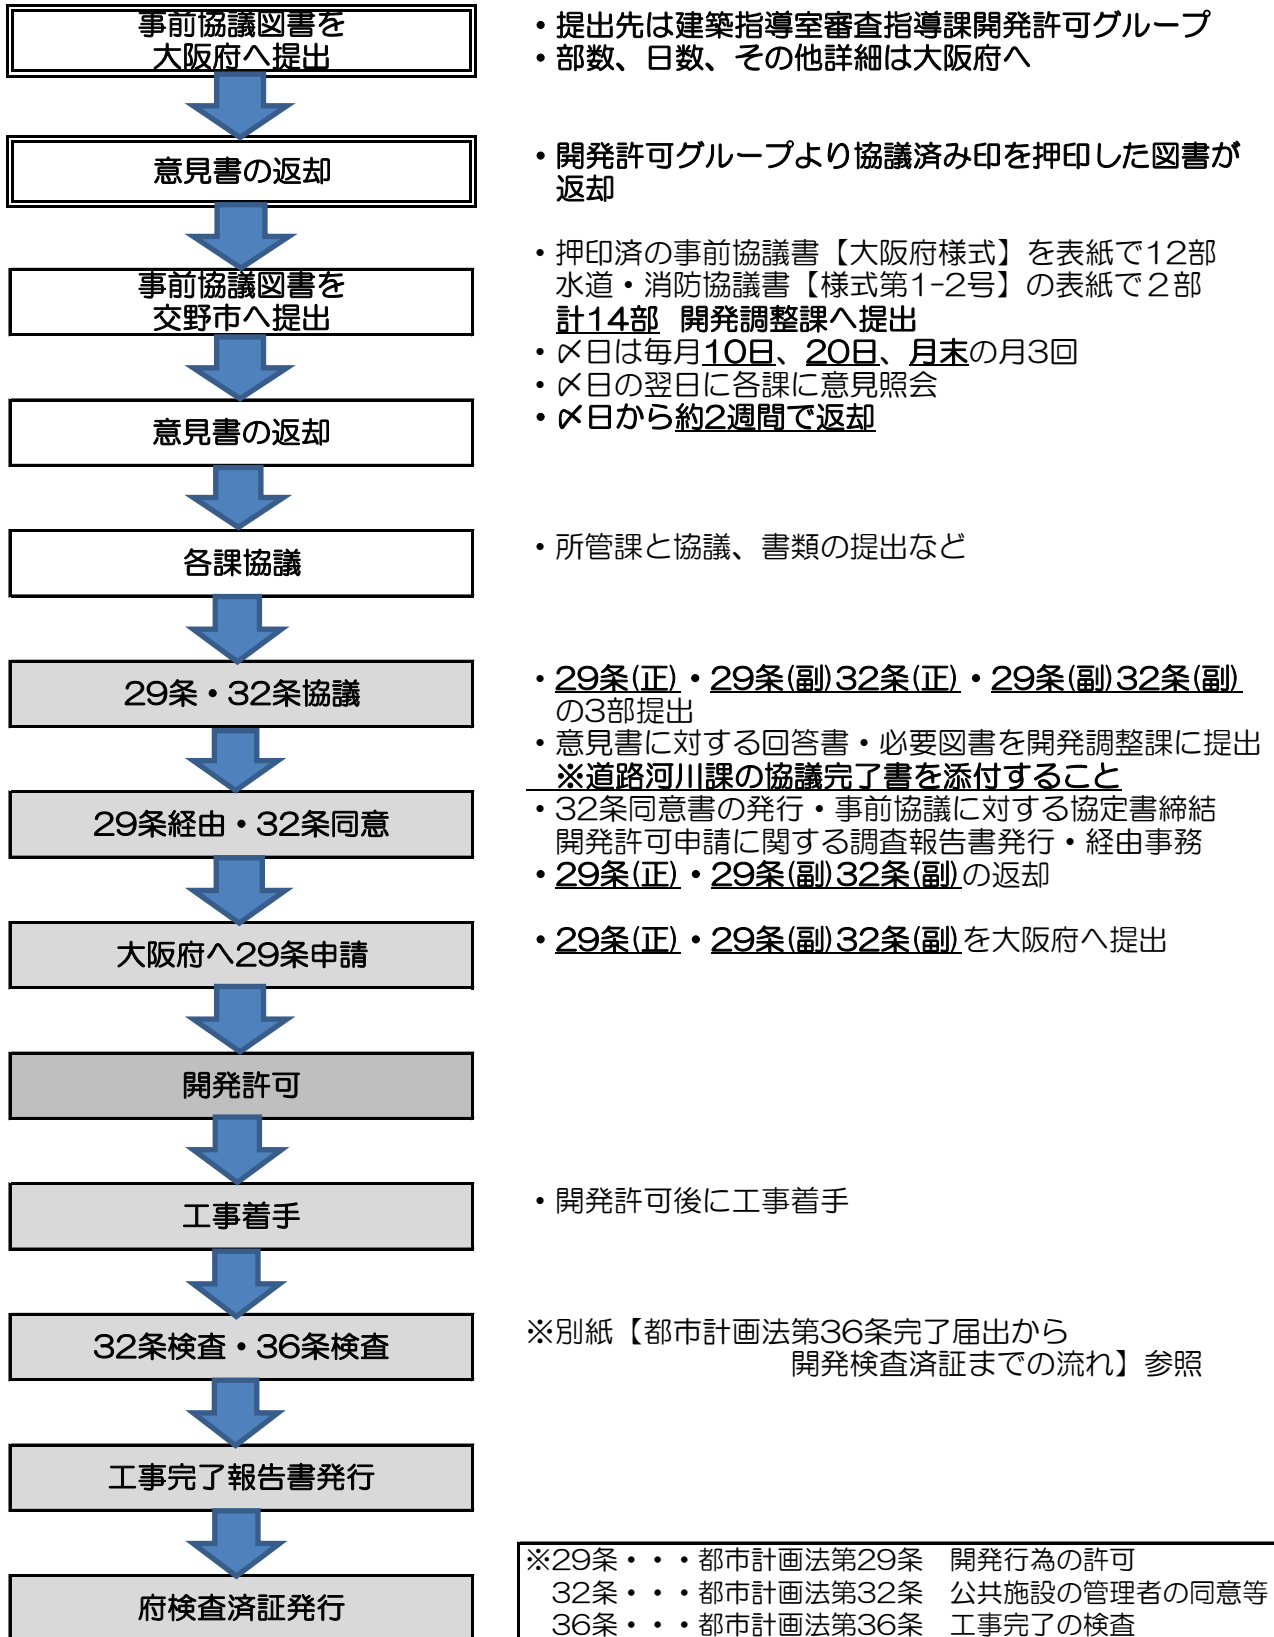 事前協議図書を
大阪府へ提出
・提出先は建築指導室審査指導課開発許可グループ
・部数、日数、その他詳細は大阪府へ
意見書の返却
・開発許可グループより協議済み印を押印した図書が
返却
事前協議図書を
交野市へ提出
・押印済の事前協議書【大阪府様式】を表紙で12部
水道・消防協議書【様式第1-2号】の表紙で２部
計14部 開発調整課へ提出
・〆日は毎月10日、20日、月末の月3回
・〆日の翌日に各課に意見照会
・〆日から約2週間で返却
意見書の返却
各課協議
・所管課と協議、書類の提出など
29条・32条協議
・29条(正)・29条(副)32条(正)・29条(副)32条(副)
の3部提出
・意見書に対する回答書・必要図書を開発調整課に提出
※道路河川課の協議完了書を添付すること
29条経由・32条同意
・32条同意書の発行・事前協議に対する協定書締結
開発許可申請に関する調査報告書発行・経由事務
・29条(正)・29条(副)32条(副)の返却
大阪府へ29条申請
・29条(正)・29条(副)32条(副)を大阪府へ提出
開発許可
工事着手
・開発許可後に工事着手
32条検査・36条検査
※別紙【都市計画法第36条完了届出から
開発検査済証までの流れ】参照
工事完了報告書発行
府検査済証発行
※29条・・・都市計画法第29条　開発行為の許可
32条・・・都市計画法第32条　公共施設の管理者の同意等
36条・・・都市計画法第36条　工事完了の検査